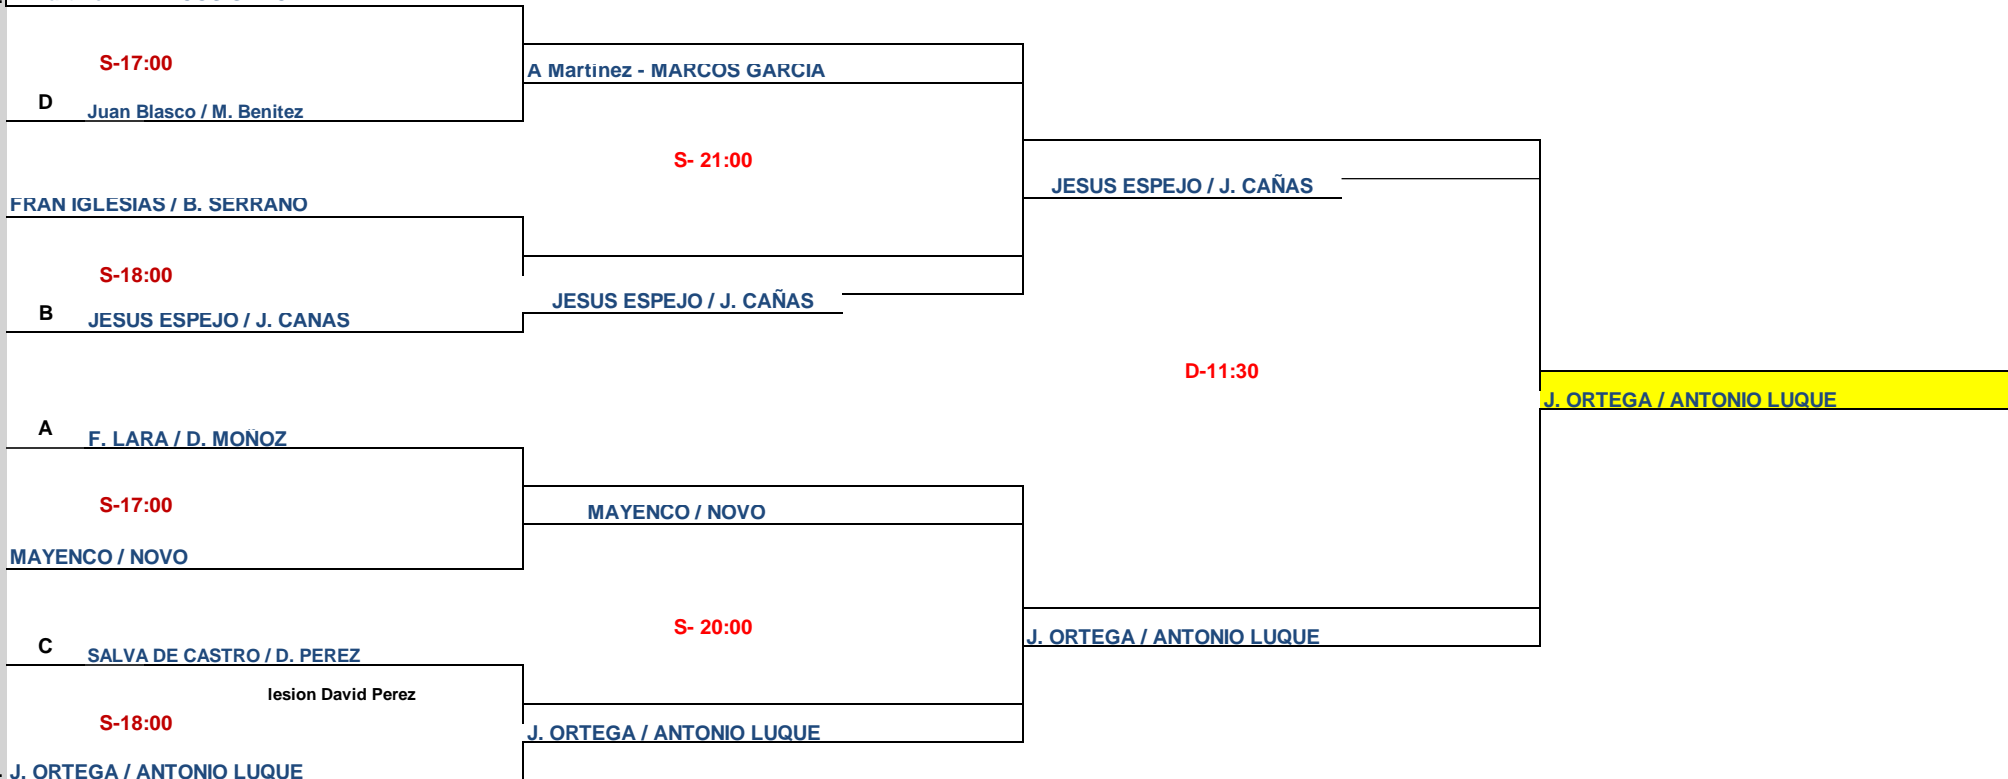 S-17:00
A Martinez - MARCOS GARCIA
D
Juan Blasco / M. Benitez
S- 21:00
JESUS ESPEJO / J. CAÑAS
FRAN IGLESIAS / B. SERRANO
S-18:00
JESUS ESPEJO / J. CAÑAS
B
JESUS ESPEJO / J. CANAS
D-11:30
J. ORTEGA / ANTONIO LUQUE
A
F. LARA / D. MOÑOZ
S-17:00
MAYENCO / NOVO
MAYENCO / NOVO
S- 20:00
J. ORTEGA / ANTONIO LUQUE
C
SALVA DE CASTRO / D. PEREZ
lesion David Perez
S-18:00
J. ORTEGA / ANTONIO LUQUE
J. ORTEGA / ANTONIO LUQUE